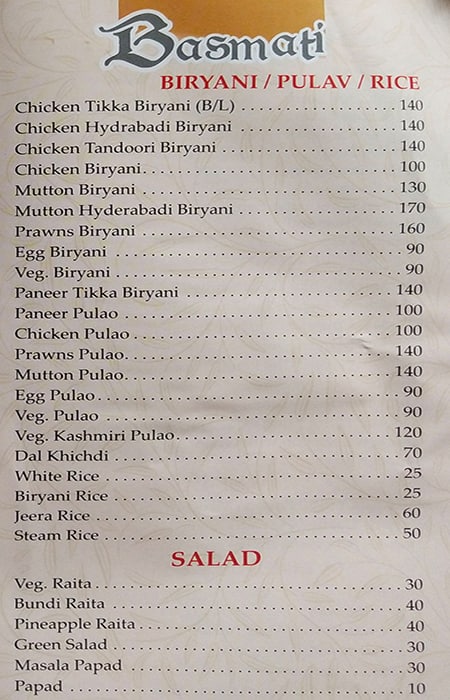 Basmati
BIRYANI / PULAV / RICE
Chicken Tikka Biryani (B/L) 140
Chicken Hydrabadi Biryani 140
Chicken Tandoori Biryani 140
Chicken Biryani 100
Mutton Biryani 130
Mutton Hyderabadi Biryani 170
Prawns Biryani 160
Egg Biryani 90
Veg. Biryani 90
Paneer Tikka Biryani 140
Paneer Pulao 100
Chicken Pulao 100
Prawns Pulao 140
Mutton Pulao 140
Egg Pulao 90
Veg. Pulao 90
Veg. Kashmiri Pulao 120
Dal Khichdi 70
White Rice 25
Biryani Rice 25
Jeera Rice 60
Steam Rice 50
SALAD
Veg. Raita 30
Bundi Raita 40
Pineapple Raita 40
Green Salad 30
Masala Papad 30
Papad 10